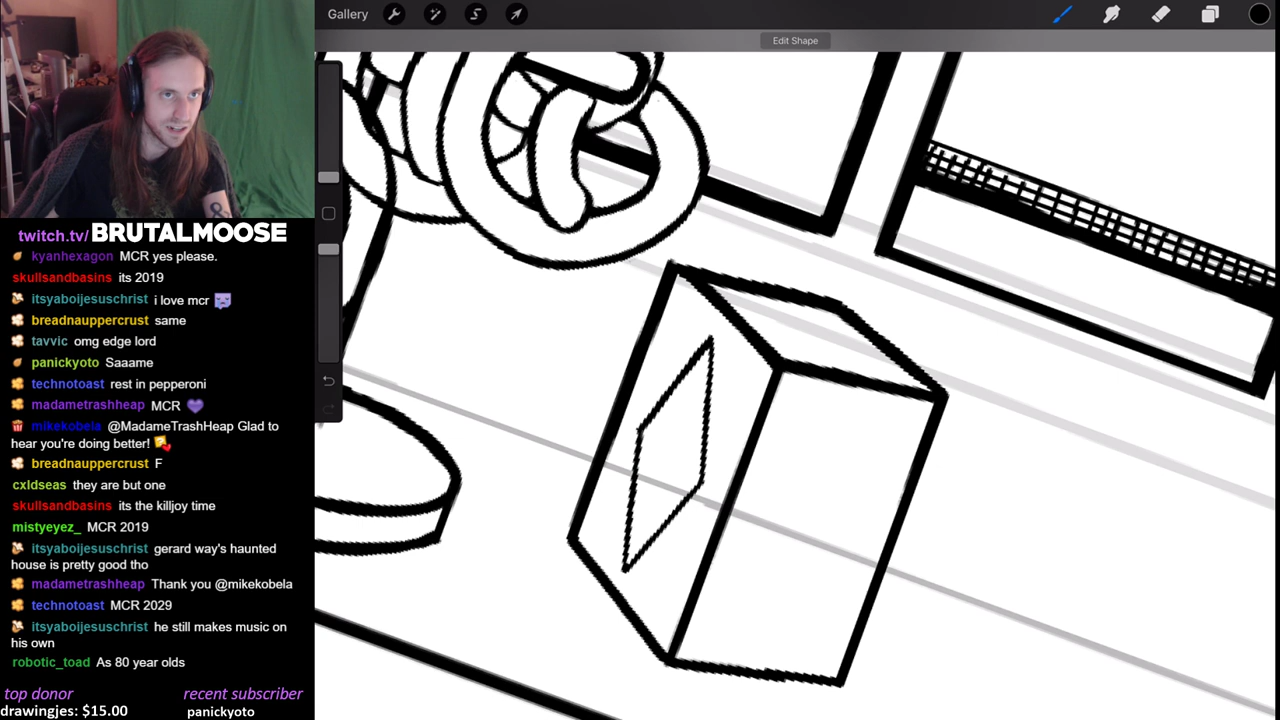 Gallery
Edit Shape
twitch.tv/BRUTALMOOSE
kyanhexagon MCR yes please.
skullsandbasins its 2019
itsyaboijesuschrist i love mcr
breadnauppercrust same
tavvic omg edge lord
panickyoto Saaame
technotoast rest in pepperoni
madametrashheap MCR
mikekobela @MadameTrashHeap Glad to
hear you're doing better!
breadnauppercrust F
cxldseas they are but one
skullsandbasins its the killjoy time
mistyeyez_ MCR 2019
itsyaboijesuschrist gerard way's haunted
house is pretty good tho
madametrashheap Thank you @mikekobela
technotoast MCR 2029
itsyaboijesuschrist he still makes music on
his own
robotic_toad As 80 year olds
top donor recent subscriber
drawingjes: $15.00 panickyoto